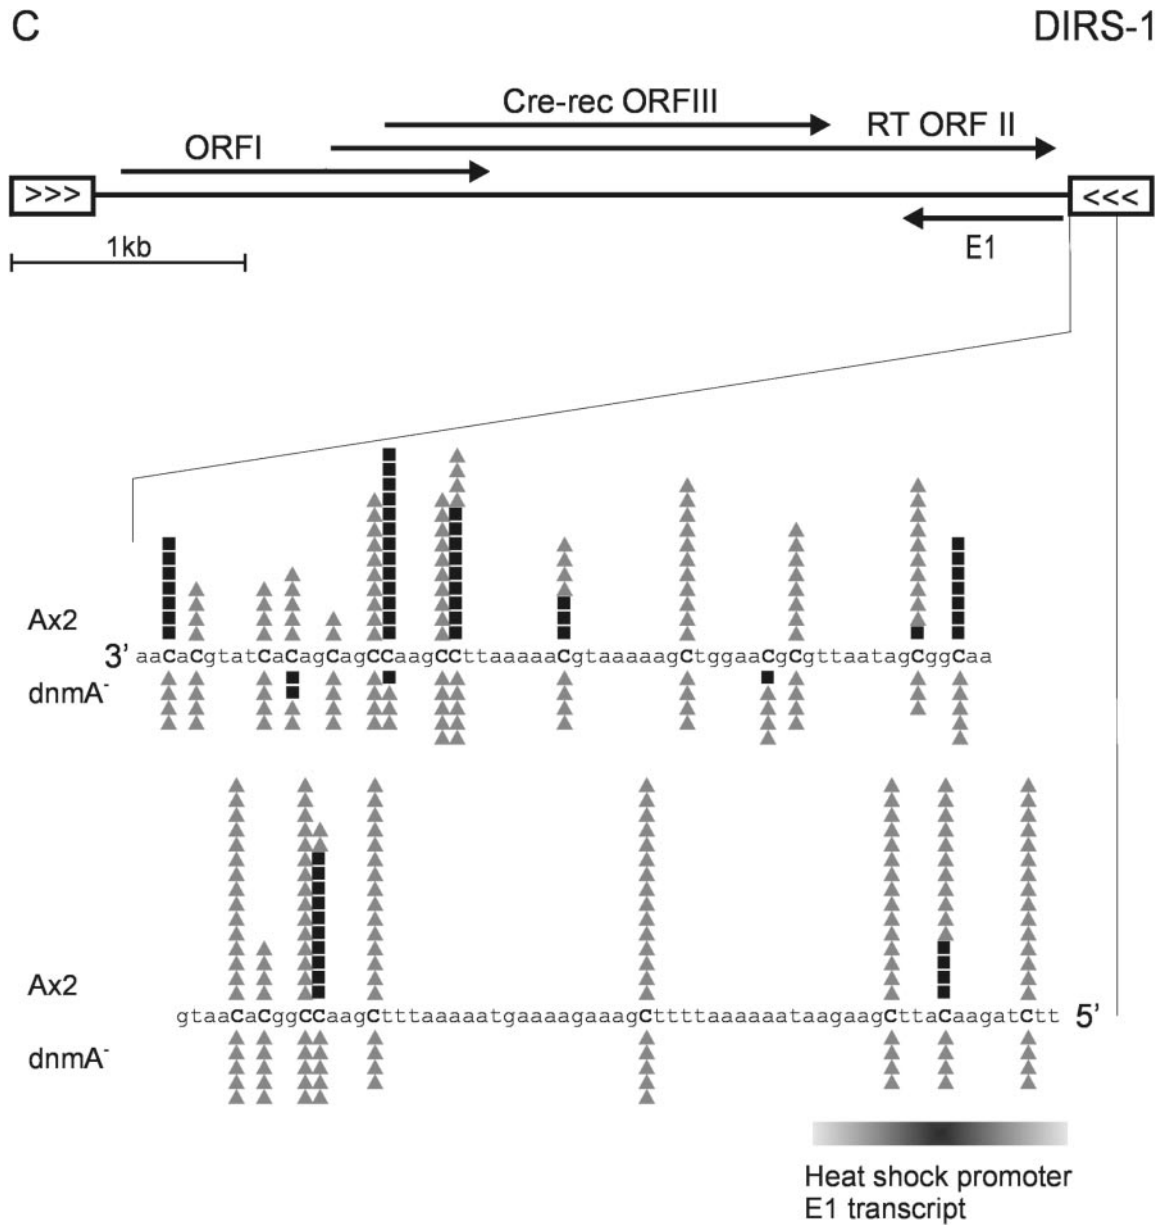 C
DIRS-1
Cre-rec ORFIII
RT ORF II
ORFI
>>>
<<<
1kb
E1
Ax2
3' aaCaCgtatCaCagCagCCaagCCttaaaaaCgtaaaaagCtggaaCgCgttaatagCggCaa
dnmA-
Ax2
gtaaCaCggCCaagCtttaaaaatgaaaagaaagCttttaaaaaataagaagCttaCaagatCtt 5'
dnmA-
Heat shock promoter
E1 transcript